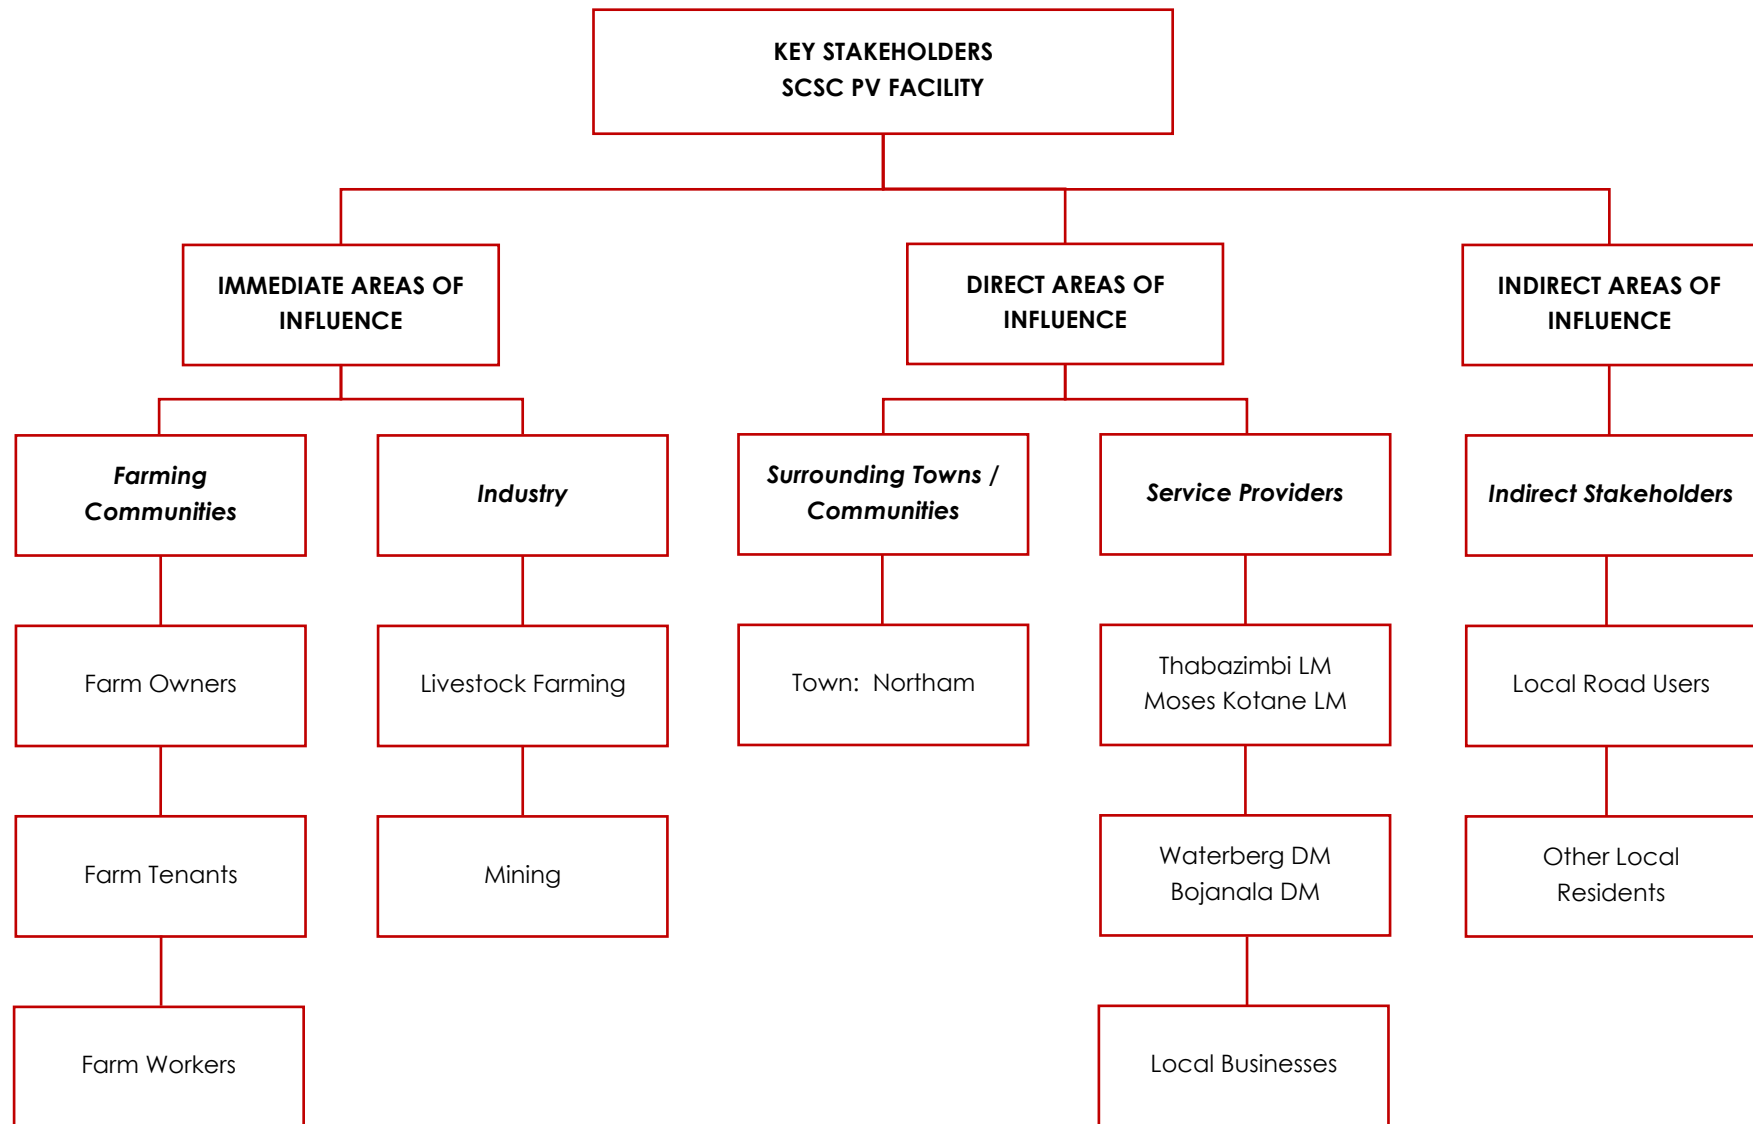 KEY STAKEHOLDERS
SCSC PV FACILITY
IMMEDIATE AREAS OF
INFLUENCE
DIRECT AREAS OF
INFLUENCE
INDIRECT AREAS OF
INFLUENCE
Farming
Communities
Industry
Surrounding Towns /
Communities
Service Providers
Indirect Stakeholders
Farm Owners
Livestock Farming
Town:  Northam
Thabazimbi LM
Moses Kotane LM
Local Road Users
Farm Tenants
Mining
Waterberg DM
Bojanala DM
Other Local
Residents
Farm Workers
Local Businesses